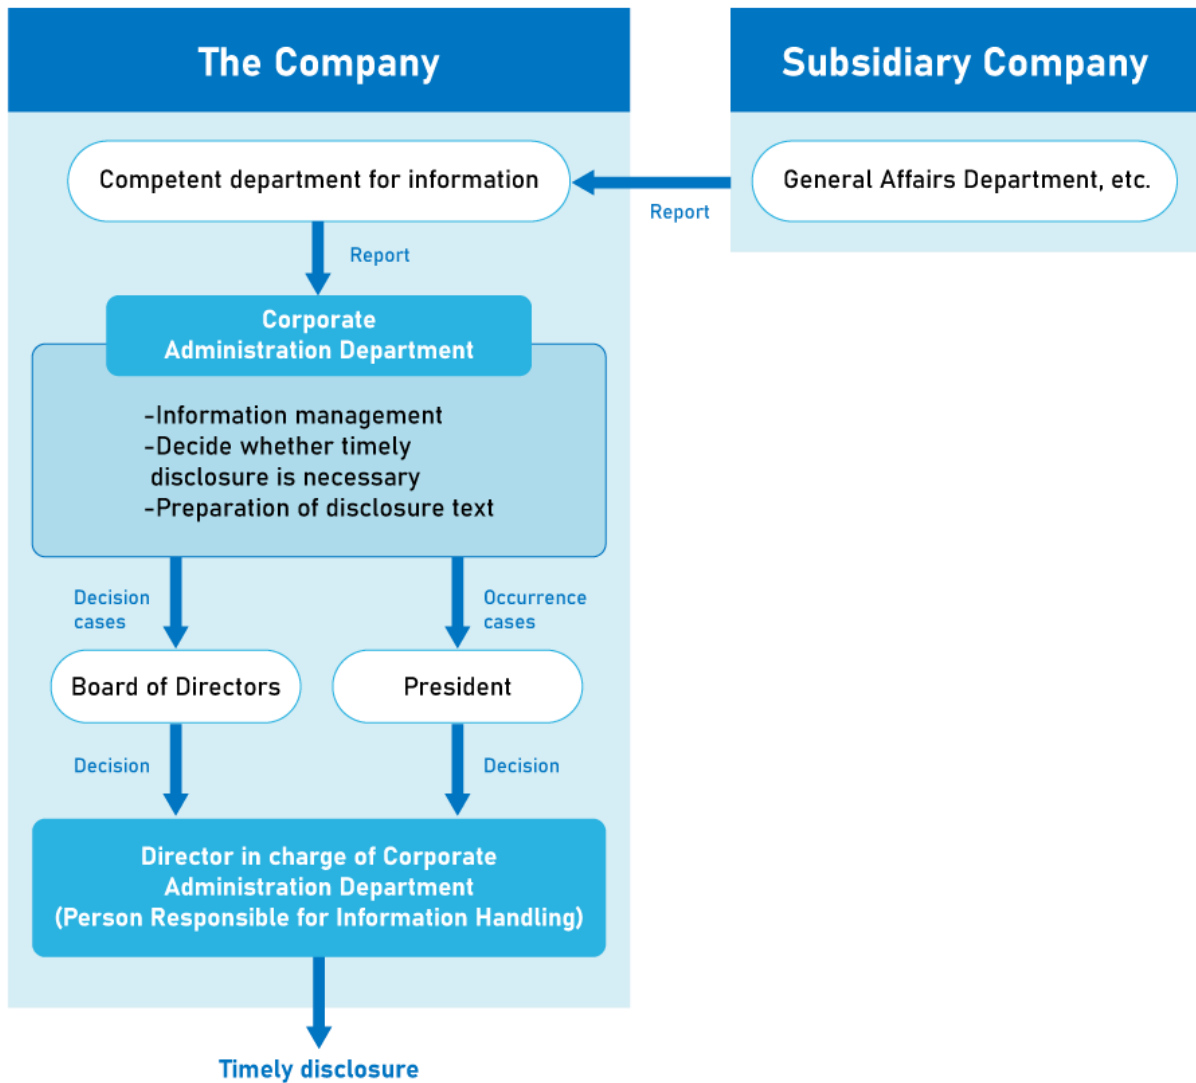 The Company
Subsidiary Company
Competent department for information
General Affairs Department, etc.
Report
Report
Corporate
Administration Department
-Information management
-Decide whether timely
disclosure is necessary
-Preparation of disclosure text
Decision
cases
Occurrence
cases
Board of Directors
President
Decision
Decision
Director in charge of Corporate
Administration Department
(Person Responsible for Information Handling)
Timely disclosure